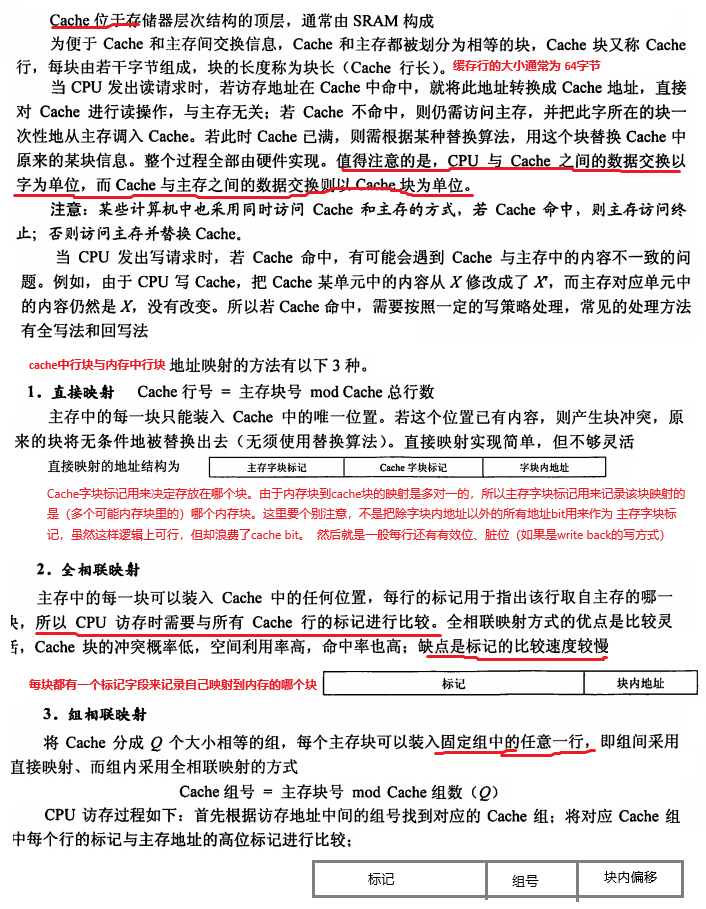 Cache 位于存储器层次结构的顶层，通常由 SRAM 构成
为便于 Cache 和主存间交换信息，Cache 和主存都被划分为相等的块，Cache 块又称 Cache
行，每块由若干字节组成，块的长度称为块长（Cache 行长）。缓存行的大小通常为 64字节
当 CPU 发出读请求时，若访存地址在 Cache 中命中，就将此地址转换成 Cache 地址，直接
对 Cache 进行读操作，与主存无关；若 Cache 不命中，则仍需访问主存，并把此字所在的块一
次性地从主存调入 Cache。若此时 Cache 已满，则需根据某种替换算法，用这个块替换 Cache 中
原来的某块信息。整个过程全部由硬件实现。值得注意的是，CPU 与 Cache 之间的数据交换以
字为单位，而 Cache 与主存之间的数据交换则以 Cache 块为单位。
注意：某些计算机中也采用同时访问 Cache 和主存的方式，若 Cache 命中，则主存访问终
止；否则访问主存并替换 Cache。
当 CPU 发出写请求时，若 Cache 命中，有可能会遇到 Cache 与主存中的内容不一致的问
题。例如，由于 CPU 写 Cache，把 Cache 某单元中的内容从 X 修改成了 X′，而主存对应单元中
的内容仍然是 X，没有改变。所以若 Cache 命中，需要按照一定的写策略处理，常见的处理方法
有全写法和回写法
cache中行块与内存中行块 地址映射的方法有以下 3 种。
1．直接映射 Cache 行号 = 主存块号 mod Cache 总行数
主存中的每一块只能装入 Cache 中的唯一位置。若这个位置已有内容，则产生块冲突，原
来的块将无条件地被替换出去（无须使用替换算法）。直接映射实现简单，但不够灵活
直接映射的地址结构为 主存字块标记 Cache 字块标记 字块内地址
Cache字块标记用来决定存放在哪个块。由于内存块到cache块的映射是多对一的，所以主存字块标记用来记录该块映射的
是（多个可能内存块里的）哪个内存块。这里要个别注意，不是把除字块内地址以外的所有地址bit用来作为 主存字块标
记，虽然这样逻辑上可行，但却浪费了cache bit。 然后就是一般每行还有有效位、脏位（如果是write back的写方式）
2．全相联映射
主存中的每一块可以装入 Cache 中的任何位置，每行的标记用于指出该行取自主存的哪一
块，所以 CPU 访存时需要与所有 Cache 行的标记进行比较。全相联映射方式的优点是比较灵
活，Cache 块的冲突概率低，空间利用率高，命中率也高；缺点是标记的比较速度较慢
每块都有一个标记字段来记录自己映射到内存的哪个块 标记 块内地址
3．组相联映射
将 Cache 分成 Q 个大小相等的组，每个主存块可以装入固定组中的任意一行，即组间采用
直接映射、而组内采用全相联映射的方式
Cache 组号 = 主存块号 mod Cache 组数（Q）
CPU 访存过程如下：首先根据访存地址中间的组号找到对应的 Cache 组；将对应 Cache 组
中每个行的标记与主存地址的高位标记进行比较；
标记 组号 块内偏移